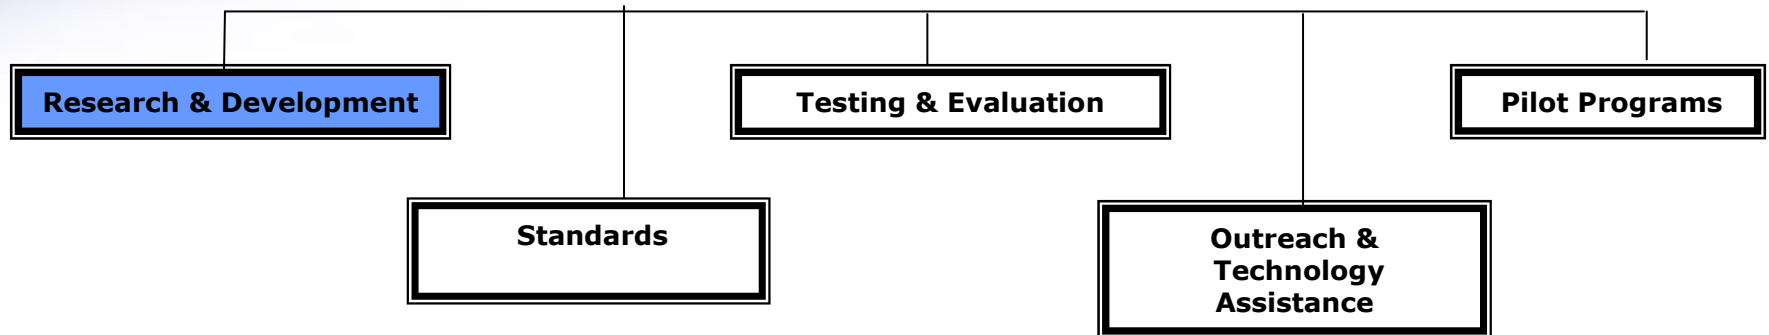 Research & Development
Testing & Evaluation
Pilot Programs
Standards
Outreach &
Technology
Assistance